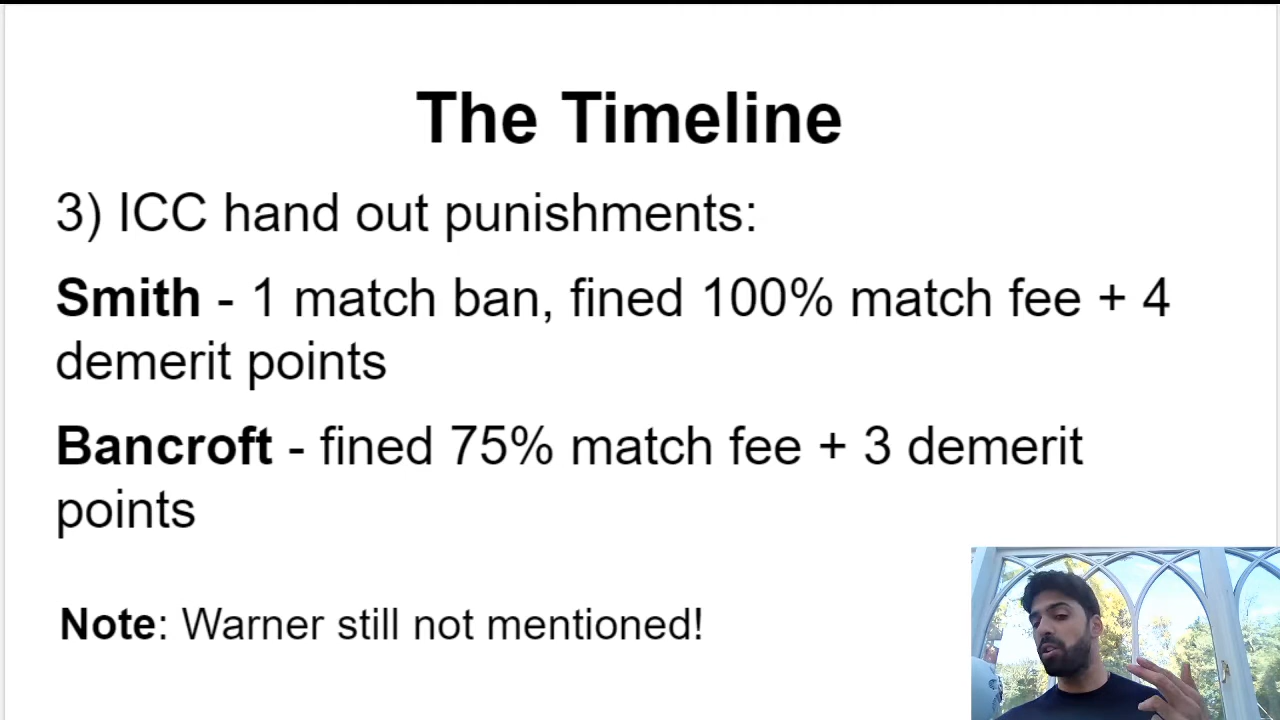 The Timeline
3) ICC hand out punishments:
Smith - 1 match ban, fined 100% match fee + 4
demerit points
Bancroft - fined 75% match fee + 3 demerit
points
Note: Warner still not mentioned!